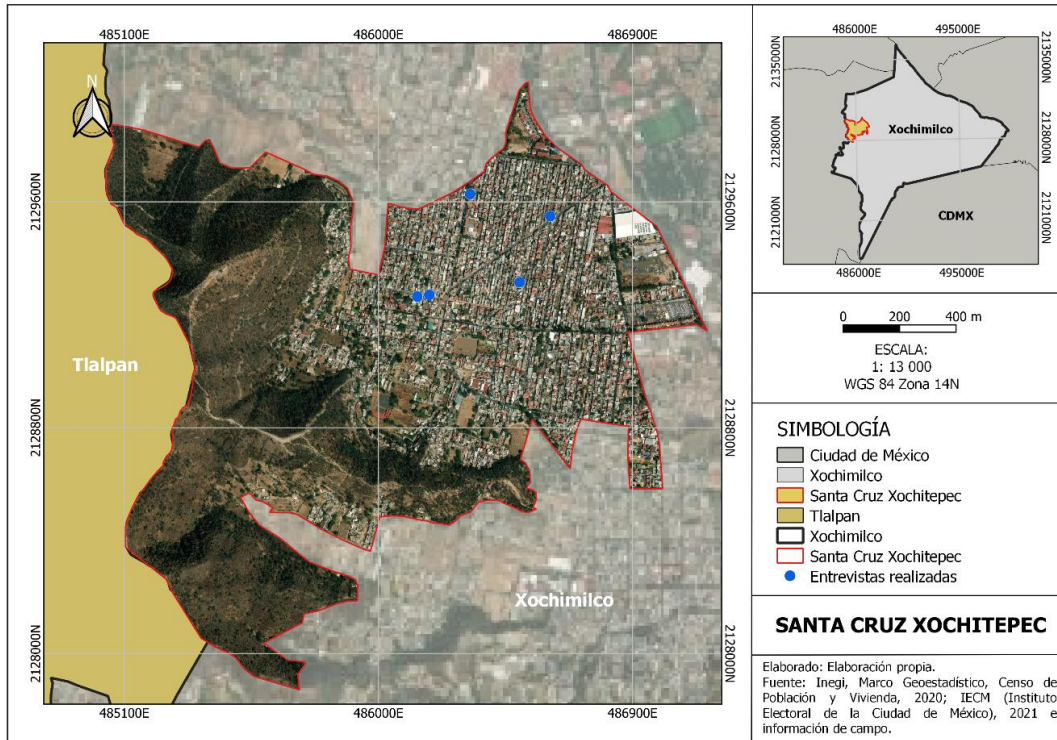 485100E 486000E 486900E
N
2129600N
2128800N
2128000N
2129600N
2128800N
2128000N
Tlalpan
Xochimilco
485100E 486000E 486900E
486000E 495000E
2135000N
2128000N
2121000N
2128000N
2121000N
2135000N
Xochimilco
CDMX
486000E 495000E
0 200 400 m
ESCALA:
1: 13 000
WGS 84 Zona 14N
SIMBOLOGÍA
Ciudad de México
Xochimilco
Santa Cruz Xochitepec
Tlalpan
Xochimilco
Santa Cruz Xochitepec
Entrevistas realizadas
SANTA CRUZ XOCHITEPEC
Elaborado: Elaboración propia.
Fuente: Inegi, Marco Geoestadístico, Censo de
Población y Vivienda, 2020; IECM (Instituto
Electoral de la Ciudad de México), 2021 e
información de campo.